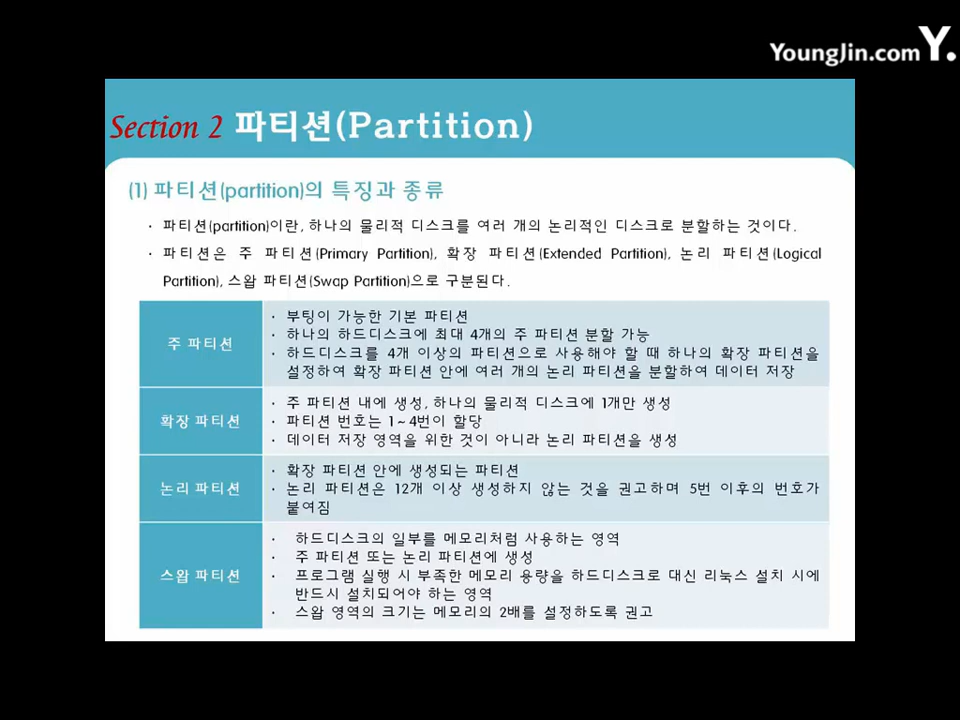 YoungJin.com Y.
Section 2 파티션(Partition)
(1) 파티션(partition)의 특징과 종류
· 파티션(partition)이란, 하나의 물리적 디스크를 여러 개의 논리적인 디스크로 분할하는 것이다.
· 파티션은 주 파티션(Primary Partition), 확장 파티션(Extended Partition), 논리 파티션(Logical
Partition), 스왑 파티션(Swap Partition)으로 구분된다.
주 파티션
· 부팅이 가능한 기본 파티션
· 하나의 하드디스크에 최대 4개의 주 파티션 분할 가능
· 하드디스크를 4개 이상의 파티션으로 사용해야 할 때 하나의 확장 파티션을
설정하여 확장 파티션 안에 여러 개의 논리 파티션을 분할하여 데이터 저장
확장 파티션
· 주 파티션 내에 생성, 하나의 물리적 디스크에 1개만 생성
· 파티션 번호는 1~4번이 할당
· 데이터 저장 영역을 위한 것이 아니라 논리 파티션을 생성
논리 파티션
· 확장 파티션 안에 생성되는 파티션
· 논리 파티션은 12개 이상 생성하지 않는 것을 권고하며 5번 이후의 번호가
붙여짐
스왑 파티션
· 하드디스크의 일부를 메모리처럼 사용하는 영역
· 주 파티션 또는 논리 파티션에 생성
· 프로그램 실행 시 부족한 메모리 용량을 하드디스크로 대신 리눅스 설치 시에
반드시 설치되어야 하는 영역
· 스왑 영역의 크기는 메모리의 2배를 설정하도록 권고